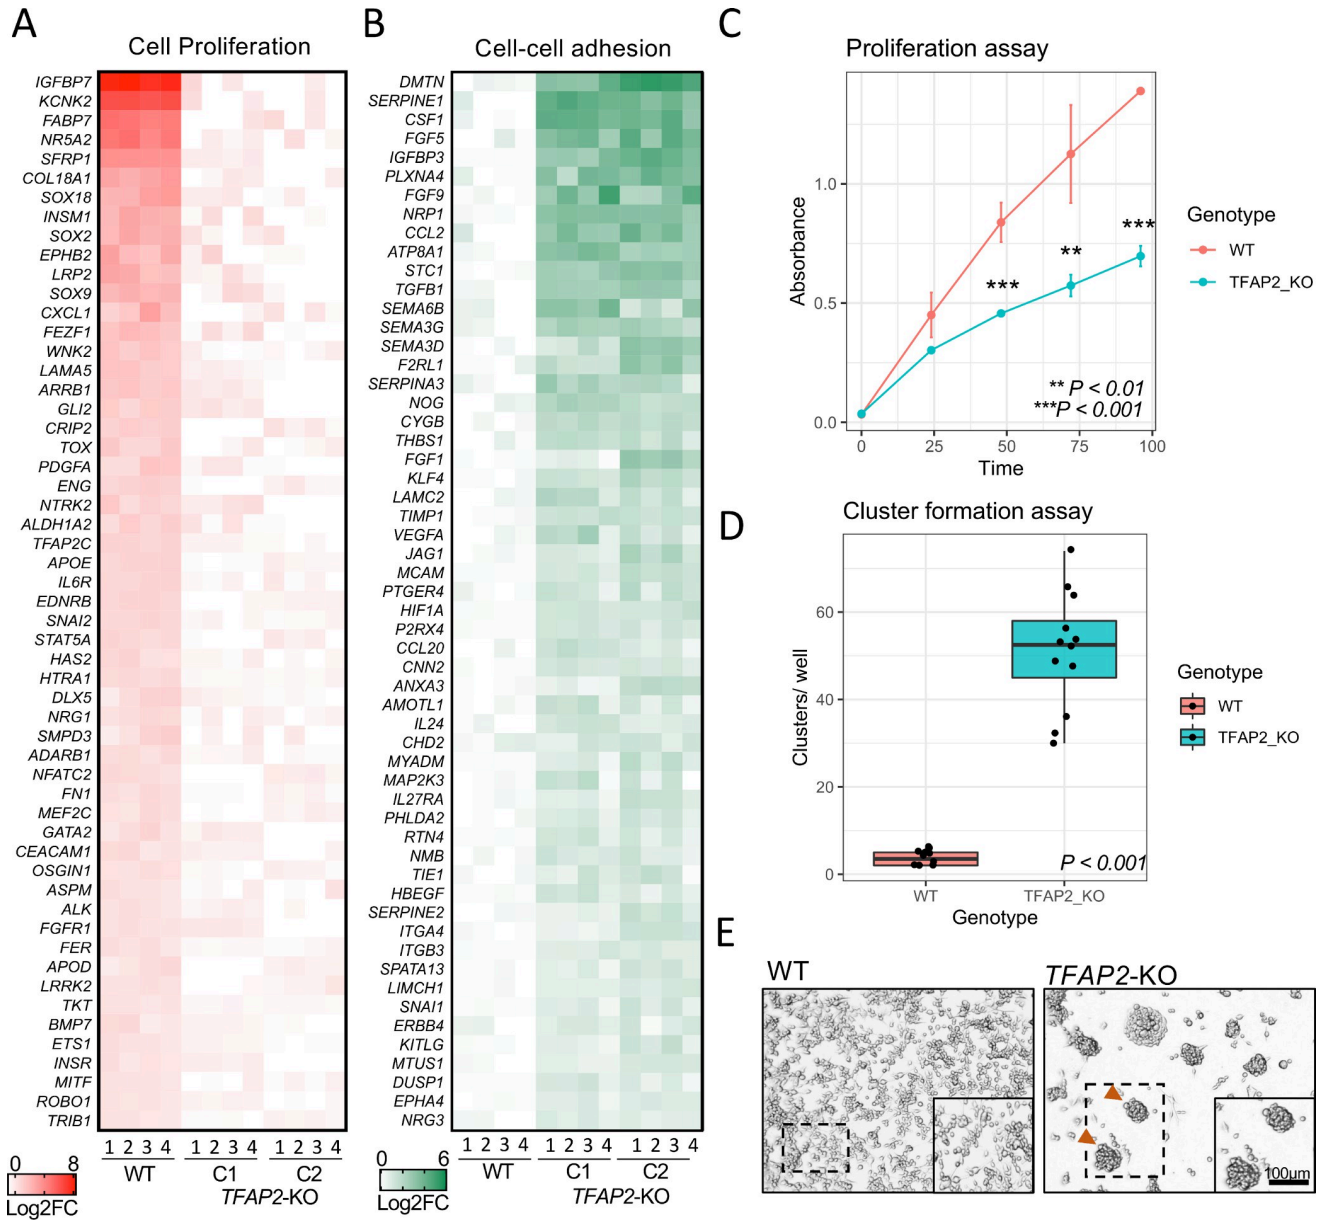 A
Cell Proliferation
IGFBP7
KCNK2
FABP7
NR5A2
SFRP1
COL18A1
SOX18
INSM1
SOX2
EPHB2
LRP2
SOX9
CXCL1
FEZF1
WNK2
LAMA5
ARRB1
GLI2
CRIP2
TOX
PDGFA
ENG
NTRK2
ALDH1A2
TFAP2C
APOE
IL6R
EDNRB
SNAI2
STAT5A
HAS2
HTRA1
DLX5
NRG1
SMPD3
ADARB1
NFATC2
FN1
MEF2C
GATA2
CEACAM1
OSGIN1
ASPM
ALK
FGFR1
FER
APOD
LRRK2
TKT
BMP7
ETS1
INSR
MITF
ROBO1
TRIB1
1 2 3 4 1 2 3 4 1 2 3 4
WT C1 C2
TFAP2-KO
0 8
Log2FC
B
Cell-cell adhesion
DMTN
SERPINE1
CSF1
FGF5
IGFBP3
PLXNA4
FGF9
NRP1
CCL2
ATP8A1
STC1
TGFB1
SEMA6B
SEMA3G
SEMA3D
F2RL1
SERPINA3
NOG
CYGB
THBS1
FGF1
KLF4
LAMC2
TIMP1
VEGFA
JAG1
MCAM
PTGER4
HIF1A
P2RX4
CCL20
CNN2
ANXA3
AMOTL1
IL24
CHD2
MYADM
MAP2K3
IL27RA
PHLDA2
RTN4
NMB
TIE1
HBEGF
SERPINE2
ITGA4
ITGB3
SPATA13
LIMCH1
SNAI1
ERBB4
KITLG
MTUS1
DUSP1
EPHA4
NRG3
1 2 3 4 1 2 3 4 1 2 3 4
WT C1 C2
TFAP2-KO
0 6
Log2FC
C
Proliferation assay
Absorbance
1.0
0.5
0.0
***
**
***
** P < 0.01
***P < 0.001
0 25 50 75 100
Time
Genotype
WT
TFAP2_KO
D
Cluster formation assay
Clusters/ well
60
40
20
0
P < 0.001
WT TFAP2_KO
Genotype
Genotype
WT
TFAP2_KO
E
WT
TFAP2-KO
100μm